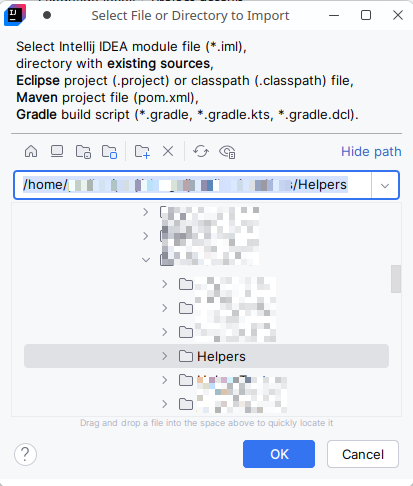 Select File or Directory to Import
Select Intellij IDEA module file (*.iml),
directory with existing sources,
Eclipse project (.project) or classpath (.classpath) file,
Maven project file (pom.xml),
Gradle build script (*.gradle, *.gradle.kts, *.gradle.dcl).
Hide path
/home/ s/Helpers
Helpers
Drag and drop a file into the space above to quickly locate it
? OK Cancel